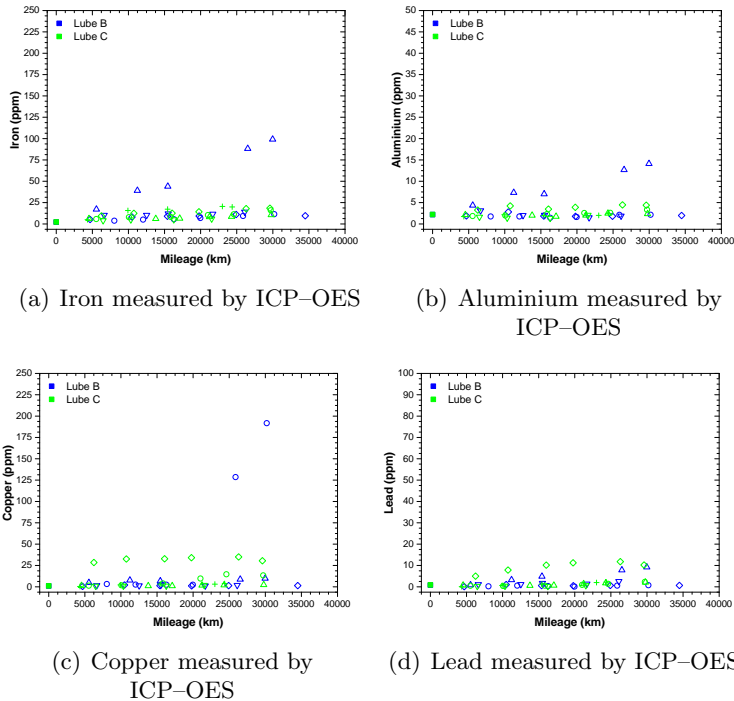 250
225
200
175
150
125
100
75
50
25
0
Iron (ppm)
Lube B
Lube C
0 5000 10000 15000 20000 25000 30000 35000 40000
Mileage (km)
(a) Iron measured by ICP–OES
50
45
40
35
30
25
20
15
10
5
0
Aluminium (ppm)
Lube B
Lube C
0 5000 10000 15000 20000 25000 30000 35000 40000
Mileage (km)
(b) Aluminium measured by
ICP–OES
250
225
200
175
150
125
100
75
50
25
0
Copper (ppm)
Lube B
Lube C
0 5000 10000 15000 20000 25000 30000 35000 40000
Mileage (km)
(c) Copper measured by
ICP–OES
100
90
80
70
60
50
40
30
20
10
0
Lead (ppm)
Lube B
Lube C
0 5000 10000 15000 20000 25000 30000 35000 40000
Mileage (km)
(d) Lead measured by ICP–OES